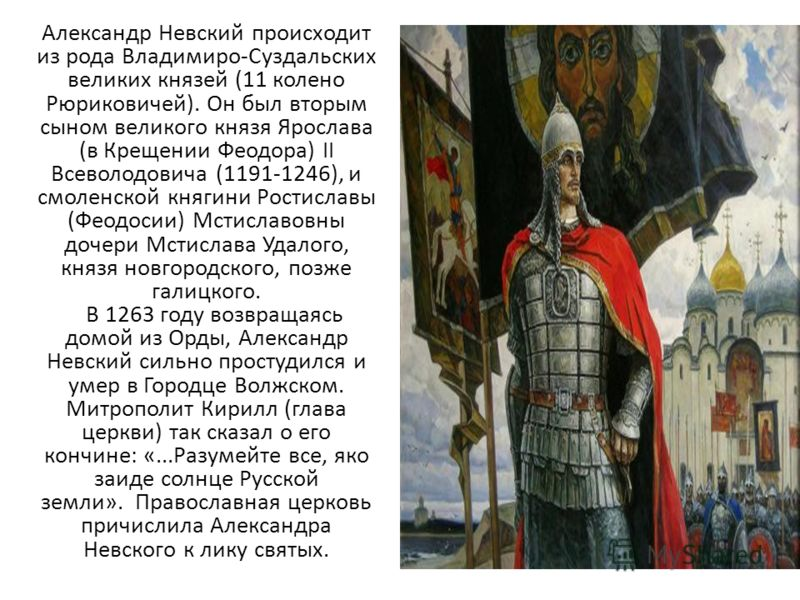 Александр Невский происходит
из рода Владимиро-Суздальских
великих князей (11 колено
Рюриковичей). Он был вторым
сыном великого князя Ярослава
(в Крещении Феодора) II
Всеволодовича (1191-1246), и
смоленской княгини Ростиславы
(Феодосии) Мстиславовны
дочери Мстислава Удалого,
князя новгородского, позже
галицкого.
В 1263 году возвращаясь
домой из Орды, Александр
Невский сильно простудился и
умер в Городце Волжском.
Митрополит Кирилл (глава
церкви) так сказал о его
кончине: «...Разумейте все, яко
заиде солнце Русской
земли». Православная церковь
причислила Александра
Невского к лику святых.
MyShared